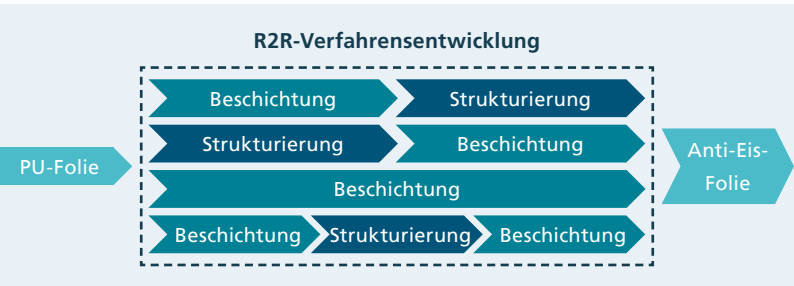 R2R-Verfahrensentwicklung
Beschichtung Strukturierung
Strukturierung Beschichtung
PU-Folie
Anti-Eis-
Folie
Beschichtung
Beschichtung Strukturierung Beschichtung